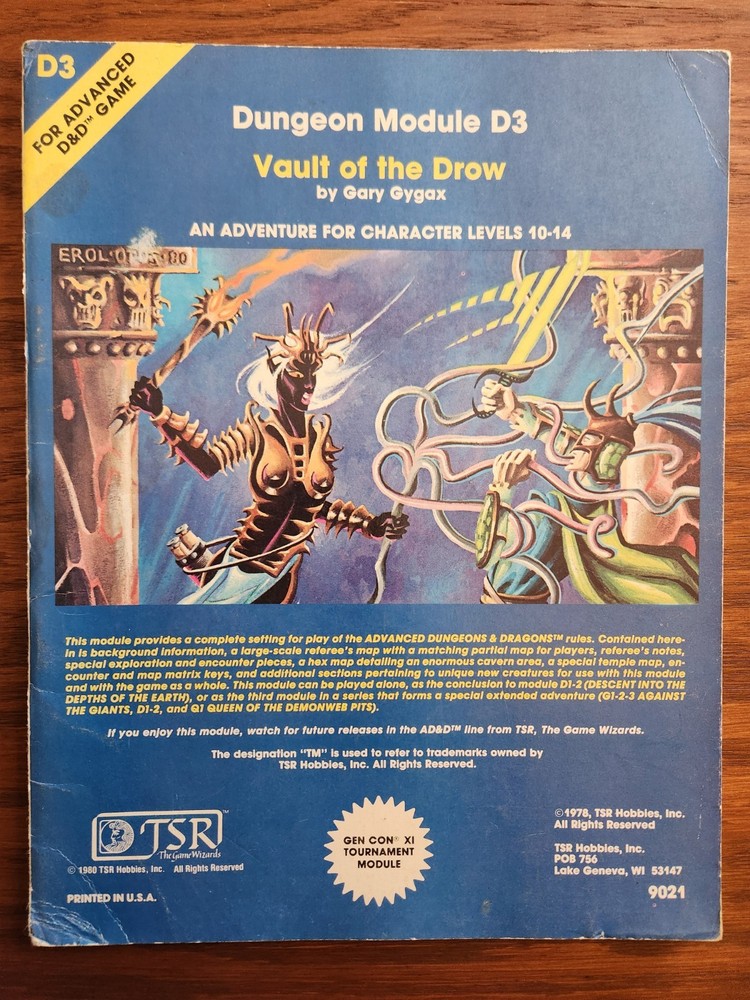 D3
FOR ADVANCED
D&D™ GAME
Dungeon Module D3
Vault of the Drow
by Gary Gygax
AN ADVENTURE FOR CHARACTER LEVELS 10-14
EROL OTUS 80
This module provides a complete setting for play of the ADVANCED DUNGEONS & DRAGONS™ rules. Contained here-
in is background information, a large-scale referee's map with a matching partial map for players, referee's notes,
special exploration and encounter pieces, a hex map detailing an enormous cavern area, a special temple map, en-
counter and map matrix keys, and additional sections pertaining to unique new creatures for use with this module
and with the game as a whole. This module can be played alone, as the conclusion to module D1-2 (DESCENT INTO THE
DEPTHS OF THE EARTH), or as the third module in a series that forms a special extended adventure (G1-2-3 AGAINST
THE GIANTS, D1-2, and Q1 QUEEN OF THE DEMONWEB PITS).
If you enjoy this module, watch for future releases in the AD&D™ line from TSR, The Game Wizards.
The designation "TM" is used to refer to trademarks owned by
TSR Hobbies, Inc. All Rights Reserved.
TSR™
The Game Wizards
© 1980 TSR Hobbies, Inc. All Rights Reserved
PRINTED IN U.S.A.
GEN CON® XI
TOURNAMENT
MODULE
©1978, TSR Hobbies, Inc.
All Rights Reserved
TSR Hobbies, Inc.
POB 756
Lake Geneva, WI 53147
9021